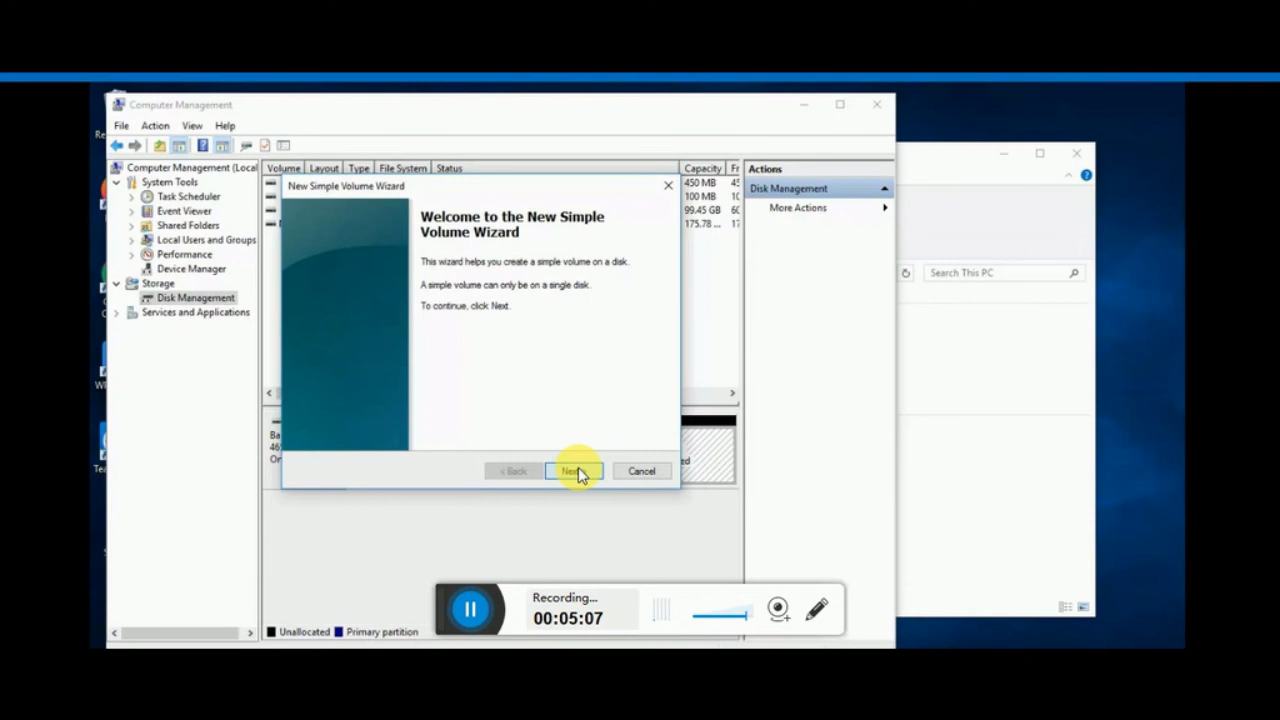 Computer Management
File Action View Help
Computer Management (Local
System Tools
Task Scheduler
Event Viewer
Shared Folders
Local Users and Groups
Performance
Device Manager
Storage
Disk Management
Services and Applications
Volume Layout Type File System Status Capacity
450 MB
100 MB
99.45 GB
175.78 ...
New Simple Volume Wizard
Welcome to the New Simple
Volume Wizard
This wizard helps you create a simple volume on a disk.
A simple volume can only be on a single disk.
To continue, click Next.
< Back
Cancel
Unallocated Primary partition
Actions
Disk Management
More Actions
Search This PC
Recording...
00:05:07